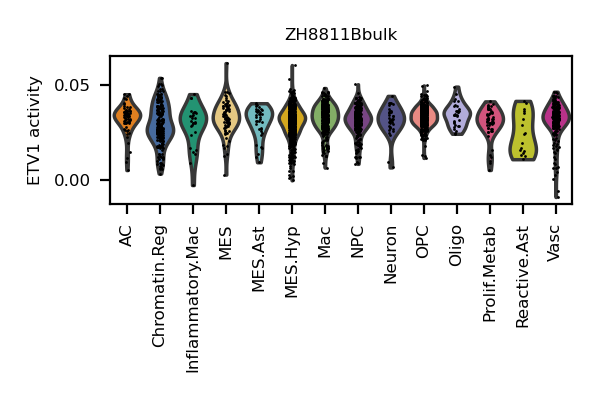 ZH8811Bbulk
ETV1 activity
0.05
0.00
AC
Chromatin.Reg
Inflammatory.Mac
MES
MES.Ast
MES.Hyp
Mac
NPC
Neuron
OPC
Oligo
Prolif.Metab
Reactive.Ast
Vasc